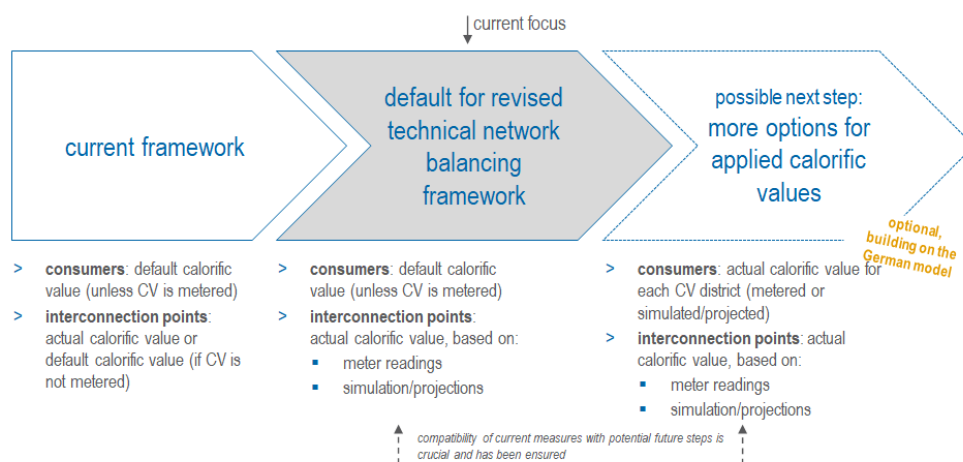 current focus
current framework
default for revised
technical network
balancing
framework
possible next step:
more options for
applied calorific
values
optional,
building on the
German model
> consumers: default calorific
value (unless CV is metered)
> interconnection points:
actual calorific value or
default calorific value (if CV is
not metered)
> consumers: default calorific
value (unless CV is metered)
> interconnection points:
actual calorific value, based on:
▪ meter readings
▪ simulation/projections
> consumers: actual calorific value for
each CV district (metered or
simulated/projected)
> interconnection points: actual
calorific value, based on:
▪ meter readings
▪ simulation/projections
compatibility of current measures with potential future steps is
crucial and has been ensured